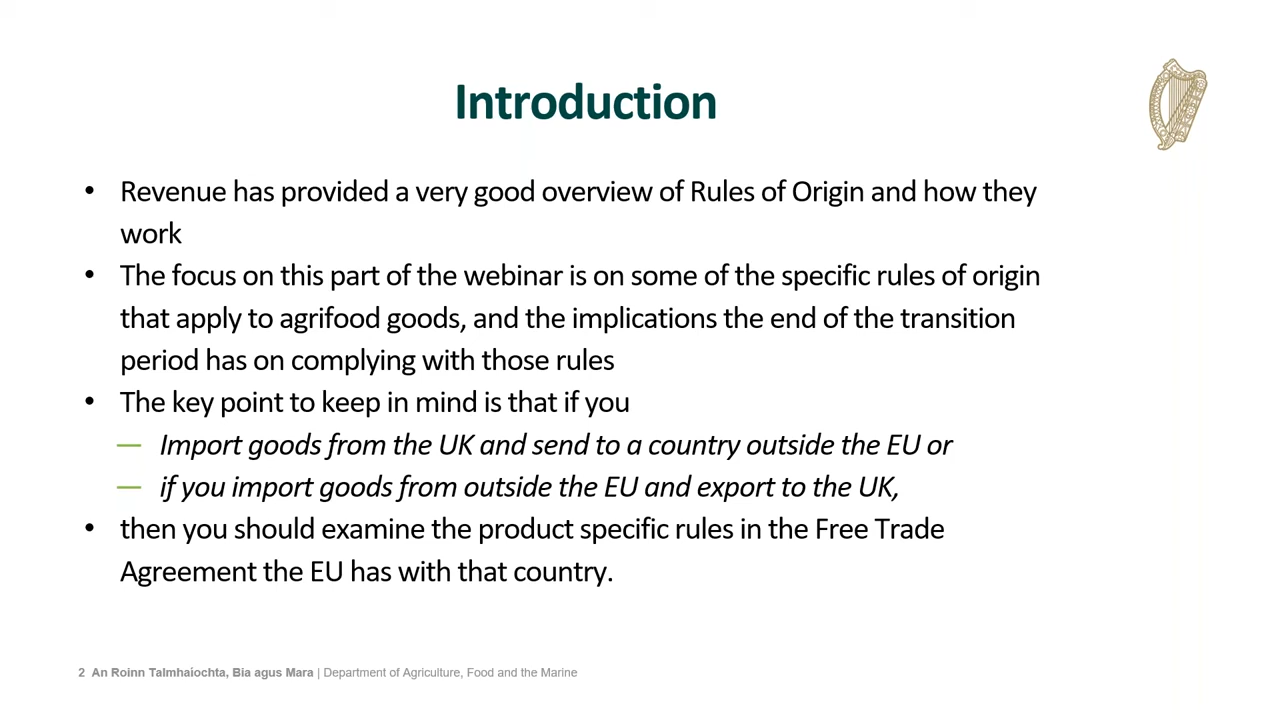 Introduction
• Revenue has provided a very good overview of Rules of Origin and how they
work
• The focus on this part of the webinar is on some of the specific rules of origin
that apply to agrifood goods, and the implications the end of the transition
period has on complying with those rules
• The key point to keep in mind is that if you
— Import goods from the UK and send to a country outside the EU or
— if you import goods from outside the EU and export to the UK,
• then you should examine the product specific rules in the Free Trade
Agreement the EU has with that country.
2 An Roinn Talmhaíochta, Bia agus Mara | Department of Agriculture, Food and the Marine